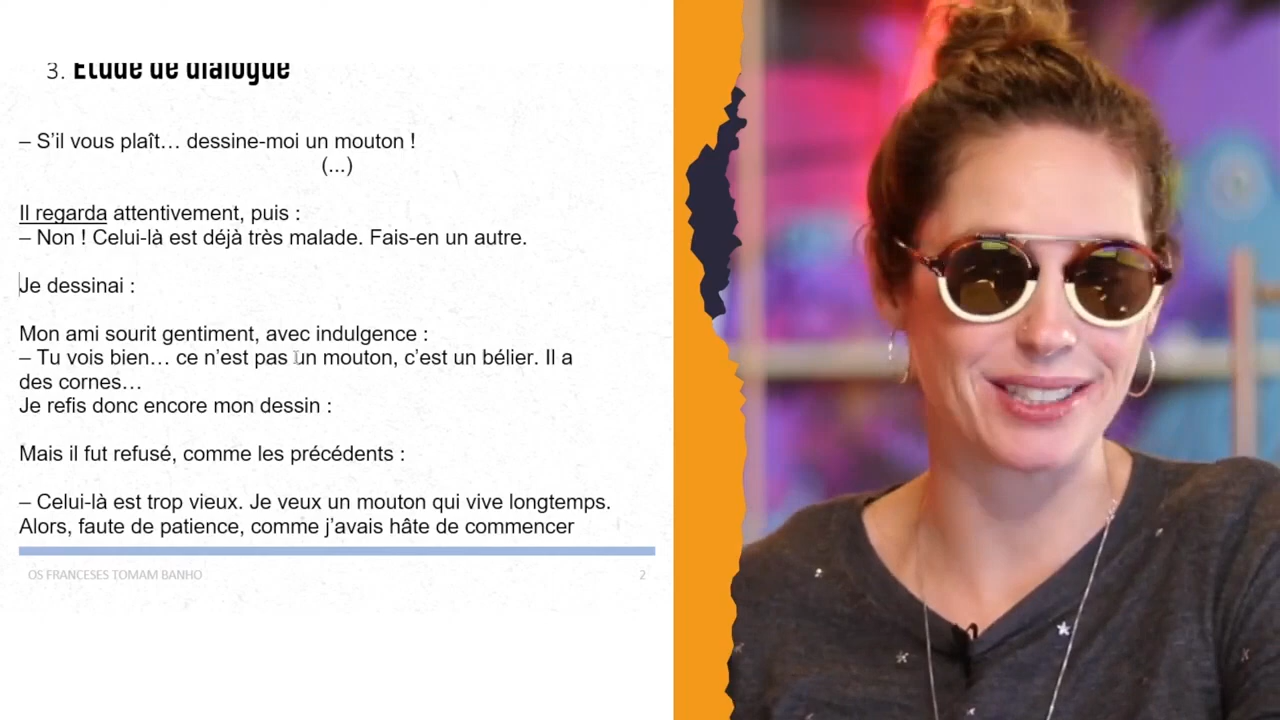 3. Etude de dialogue
– S’il vous plaît… dessine-moi un mouton !
(...)
Il regarda attentivement, puis :
– Non ! Celui-là est déjà très malade. Fais-en un autre.
Je dessinai :
Mon ami sourit gentiment, avec indulgence :
– Tu vois bien… ce n’est pas un mouton, c’est un bélier. Il a
des cornes…
Je refis donc encore mon dessin :
Mais il fut refusé, comme les précédents :
– Celui-là est trop vieux. Je veux un mouton qui vive longtemps.
Alors, faute de patience, comme j’avais hâte de commencer
OS FRANCESES TOMAM BANHO 2